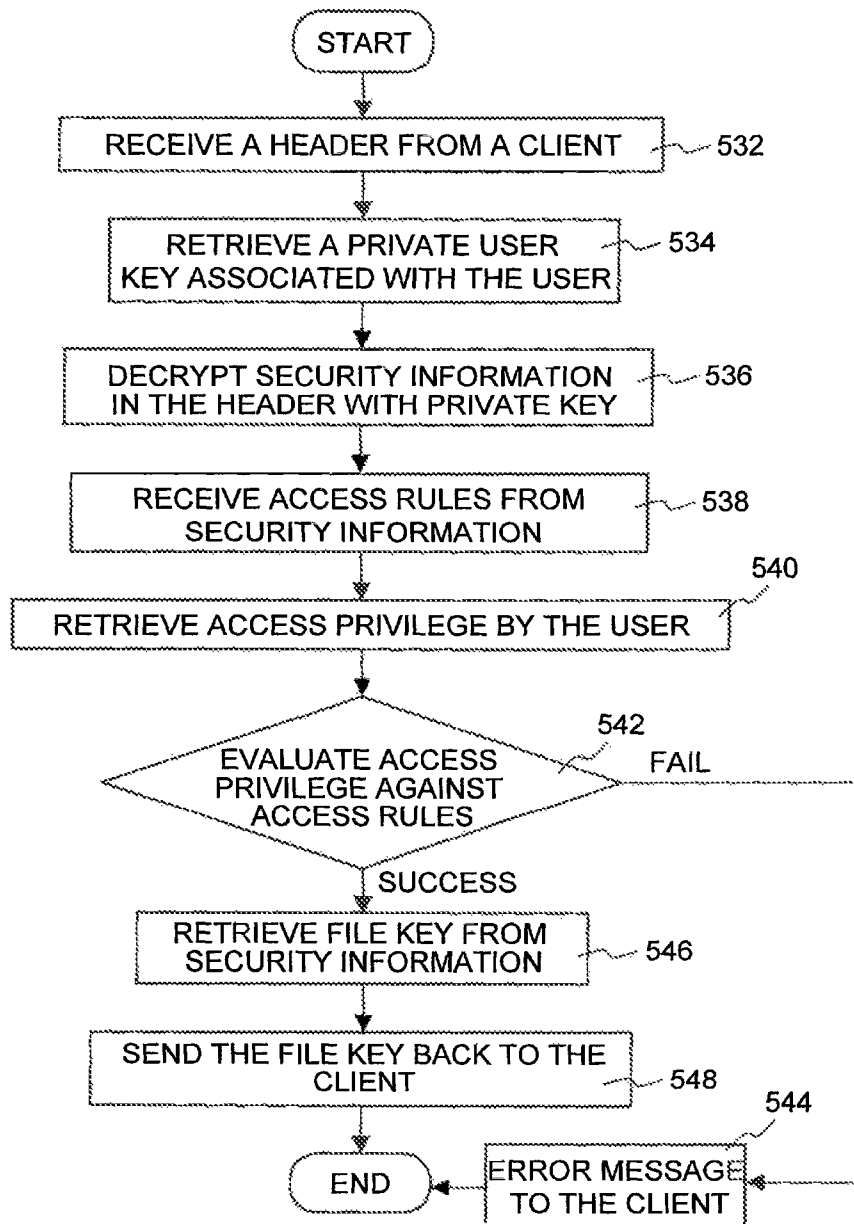 START
RECEIVE A HEADER FROM A CLIENT
532
RETRIEVE A PRIVATE USER
KEY ASSOCIATED WITH THE USER
534
DECRYPT SECURITY INFORMATION
IN THE HEADER WITH PRIVATE KEY
536
RECEIVE ACCESS RULES FROM
SECURITY INFORMATION
538
540
RETRIEVE ACCESS PRIVILEGE BY THE USER
542
EVALUATE ACCESS
PRIVILEGE AGAINST
ACCESS RULES
FAIL
SUCCESS
RETRIEVE FILE KEY FROM
SECURITY INFORMATION
546
SEND THE FILE KEY BACK TO THE
CLIENT
548
544
END
ERROR MESSAGE
TO THE CLIENT